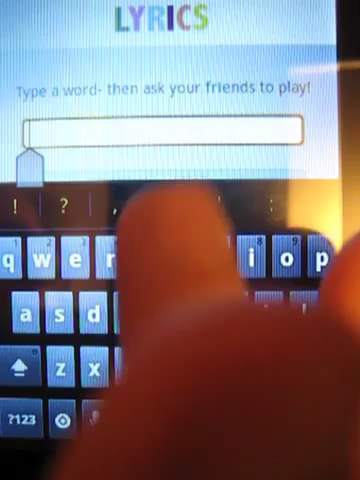 LYRICS
Type a word- then ask your friends to play!
! ? ,
q w e r i o p
a s d
z x
?123